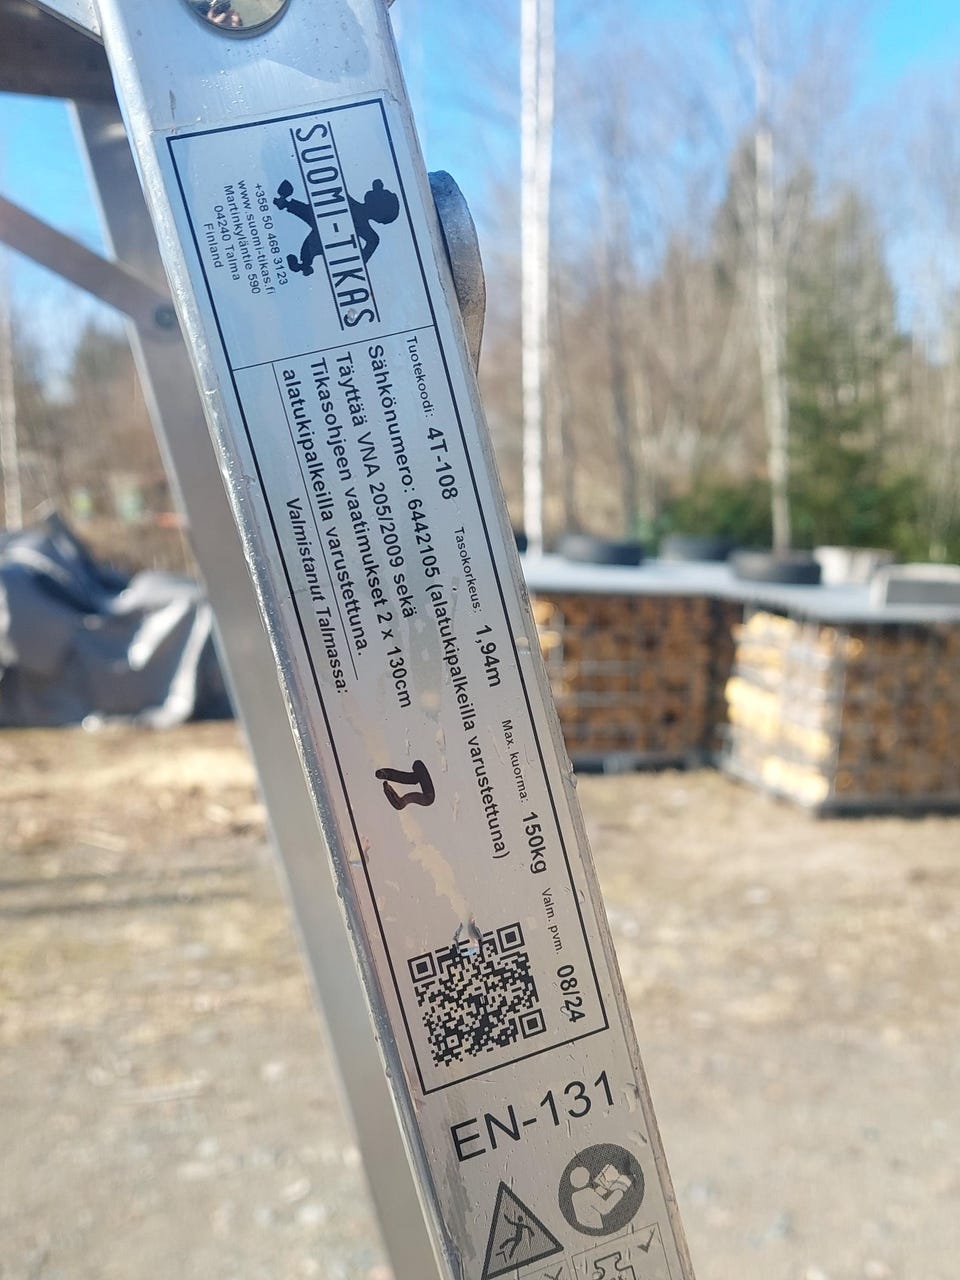 SUOMI-TIKAS
+358 50 468 3123
www.suomi-tikas.fi
Martinkyläntie 590
04240 Talma
Finland
Tuotekoodi: 4T-108 Tasokorkeus: 1,94m Max. kuorma: 150kg Valm. pvm. 08/24
Sähkönumero: 6442105 (alatukipalkeilla varustettuna)
Täyttää VNA 205/2009 sekä
Tikasohjeen vaatimukset 2 x 130cm
alatukipalkeilla varustettuna.
Valmistanut Talmassa:
EN-131